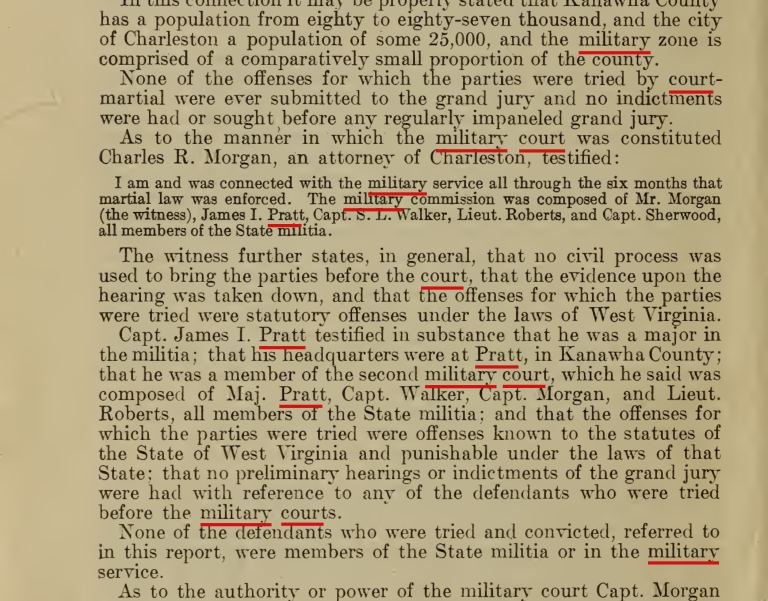 In this connection it may be properly stated that Kanawha County
has a population from eighty to eighty-seven thousand, and the city
of Charleston a population of some 25,000, and the military zone is
comprised of a comparatively small proportion of the county.
None of the offenses for which the parties were tried by court-
martial were ever submitted to the grand jury and no indictments
were had or sought before any regularly impaneled grand jury.
As to the manner in which the military court was constituted
Charles R. Morgan, an attorney of Charleston, testified:
I am and was connected with the military service all through the six months that
martial law was enforced. The military commission was composed of Mr. Morgan
(the witness), James I. Pratt, Capt. S. L. Walker, Lieut. Roberts, and Capt. Sherwood,
all members of the State militia.
The witness further states, in general, that no civil process was
used to bring the parties before the court, that the evidence upon the
hearing was taken down, and that the offenses for which the parties
were tried were statutory offenses under the laws of West Virginia.
Capt. James I. Pratt testified in substance that he was a major in
the militia; that his headquarters were at Pratt, in Kanawha County;
that he was a member of the second military court, which he said was
composed of Maj. Pratt, Capt. Walker, Capt. Morgan, and Lieut.
Roberts, all members of the State militia; and that the offenses for
which the parties were tried were offenses known to the statutes of
the State of West Virginia and punishable under the laws of that
State; that no preliminary hearings or indictments of the grand jury
were had with reference to any of the defendants who were tried
before the military courts.
None of the defendants who were tried and convicted, referred to
in this report, were members of the State militia or in the military
service.
As to the authority or power of the military court Capt. Morgan